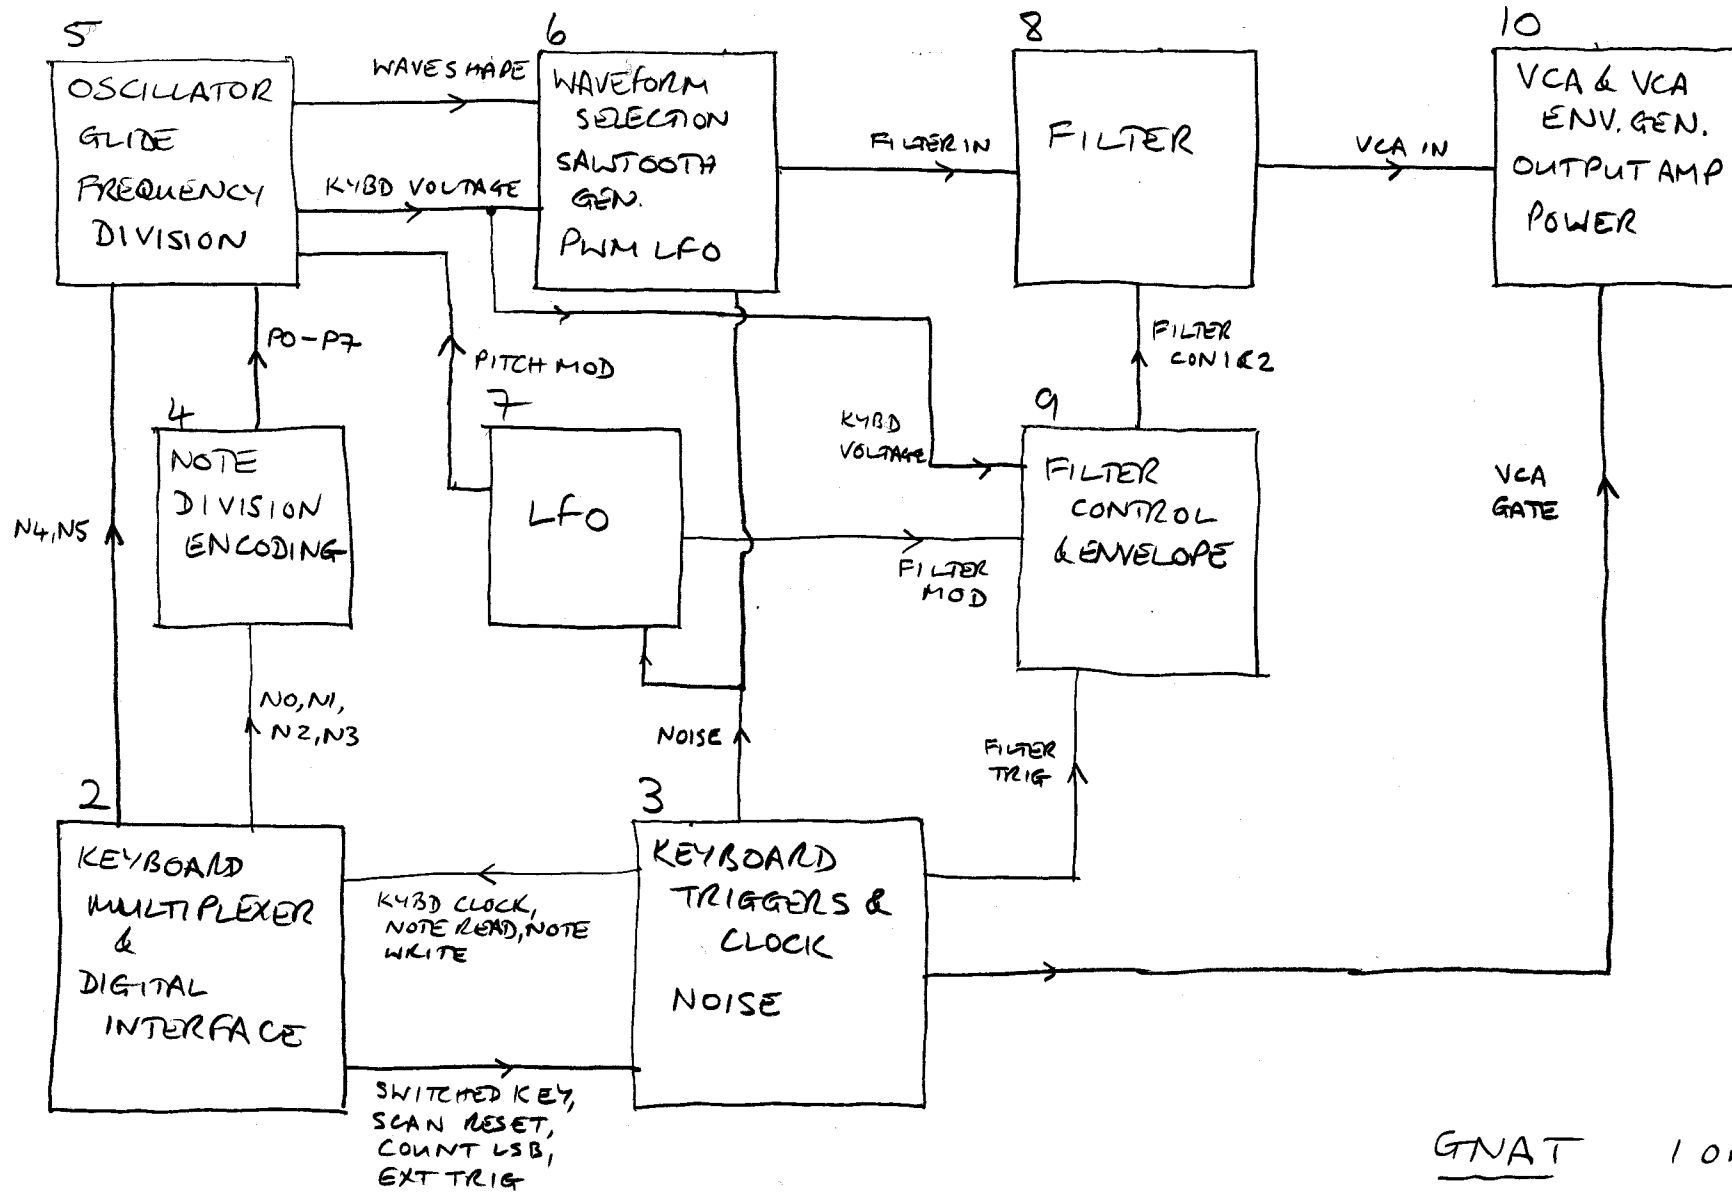 5
OSCILLATOR
GLIDE
FREQUENCY
DIVISION
WAVESHAPE
KYBD VOLTAGE
6
WAVEFORM
SELECTION
SAWTOOTH
GEN.
PWM LFO
FILTER IN
8
FILTER
VCA IN
10
VCA & VCA
ENV. GEN.
OUTPUT AMP
POWER
P0-P7
PITCH MOD
FILTER
CON 1&2
4
NOTE
DIVISION
ENCODING
7
LFO
KYBD
VOLTAGE
9
FILTER
CONTROL
& ENVELOPE
VCA
GATE
N4,N5
FILTER
MOD
N0,N1,
N2,N3
NOISE
FILTER
TRIG
2
KEYBOARD
MULTIPLEXER
&
DIGITAL
INTERFACE
KYBD CLOCK,
NOTE READ,NOTE
WRITE
3
KEYBOARD
TRIGGERS &
CLOCK
NOISE
SWITCHED KEY,
SCAN RESET,
COUNT LSB,
EXT TRIG
GNAT 1